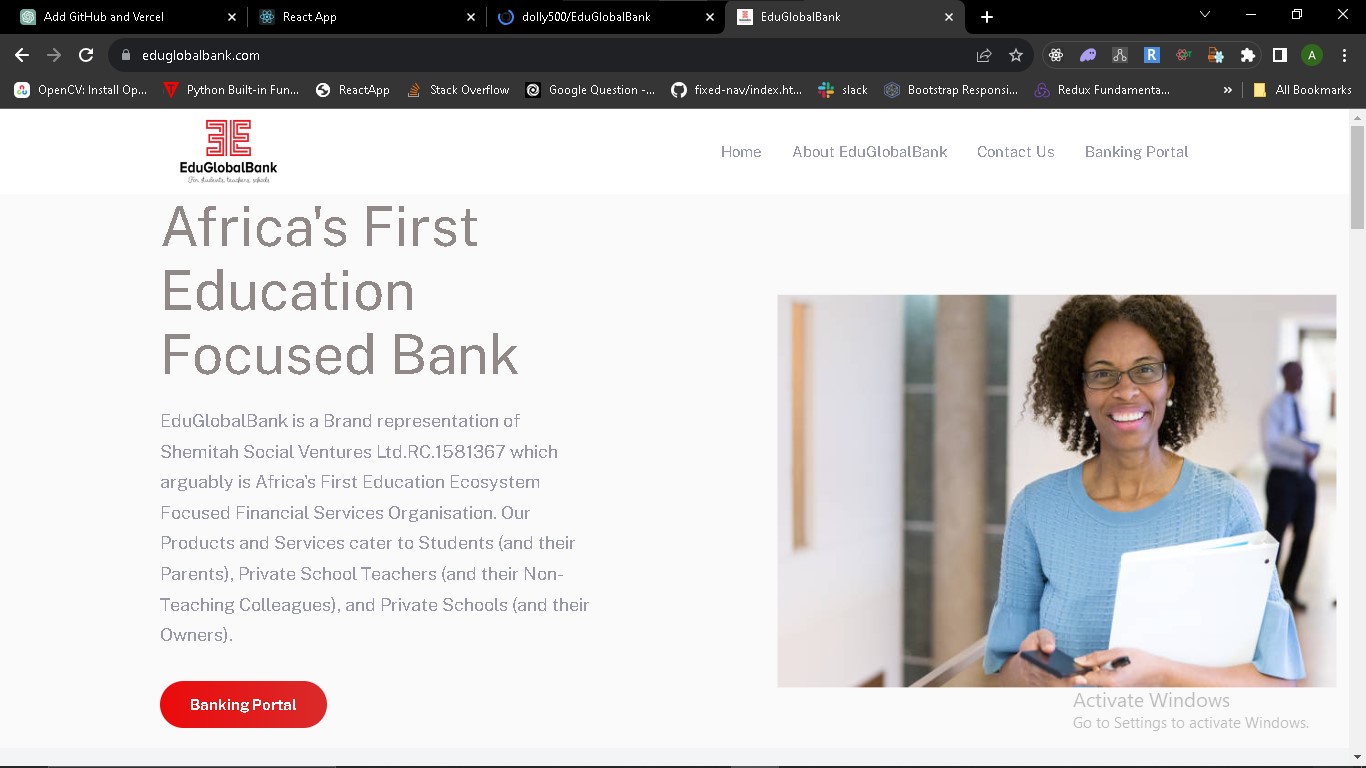 Add GitHub and Vercel
React App
dolly500/EduGlobalBank
EduGlobalBank
eduglobalbank.com
A
OpenCV: Install Op...
Python Built-in Fun...
ReactApp
Stack Overflow
Google Question -...
fixed-nav/index.ht...
slack
Bootstrap Responsi...
Redux Fundamenta...
»
All Bookmarks
EduGlobalBank
For students, teachers, schools
Home
About EduGlobalBank
Contact Us
Banking Portal
Africa's First
Education
Focused Bank
EduGlobalBank is a Brand representation of
Shemitah Social Ventures Ltd.RC.1581367 which
arguably is Africa's First Education Ecosystem
Focused Financial Services Organisation. Our
Products and Services cater to Students (and their
Parents), Private School Teachers (and their Non-
Teaching Colleagues), and Private Schools (and their
Owners).
Banking Portal
Activate Windows
Go to Settings to activate Windows.